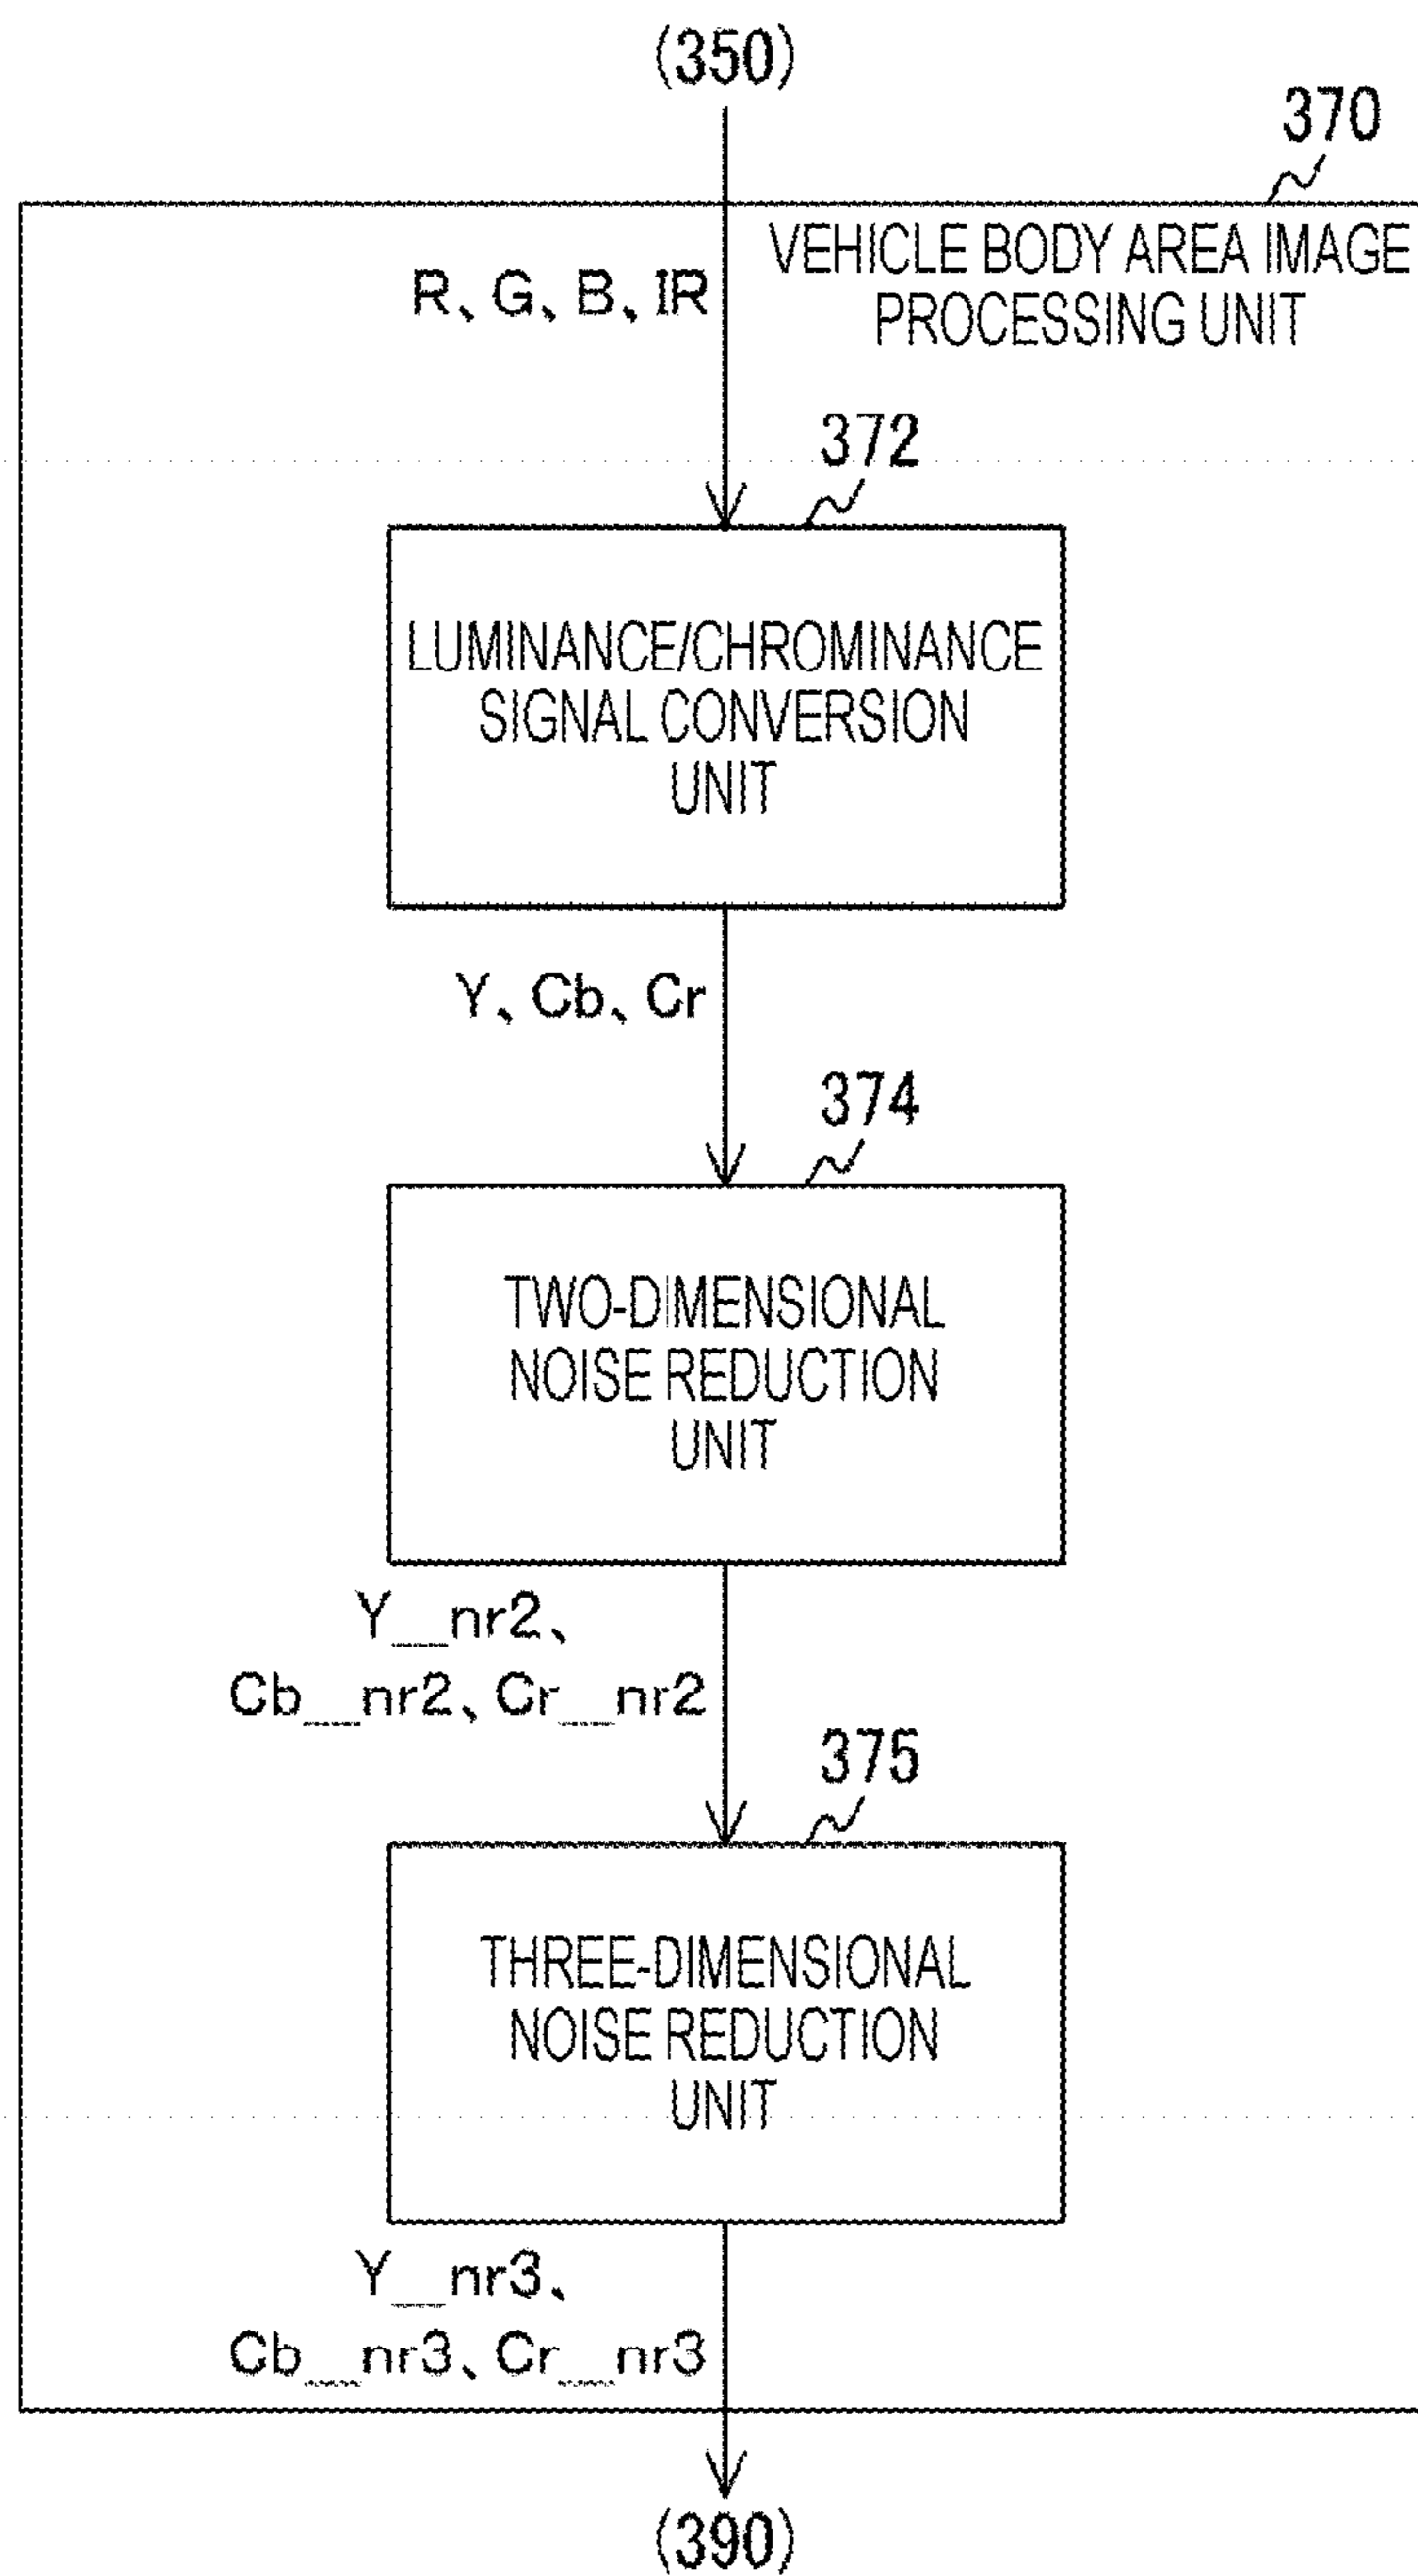 (350)
370
VEHICLE BODY AREA IMAGE
PROCESSING UNIT
R、G、B、IR
372
LUMINANCE/CHROMINANCE
SIGNAL CONVERSION
UNIT
Y、Cb、Cr
374
TWO-DIMENSIONAL
NOISE REDUCTION
UNIT
Y__nr2、
Cb__nr2、Cr__nr2
375
THREE-DIMENSIONAL
NOISE REDUCTION
UNIT
Y__nr3、
Cb__nr3、Cr__nr3
(390)